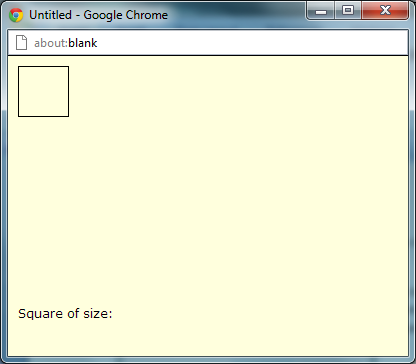 Untitled - Google Chrome
about:blank
Square of size: